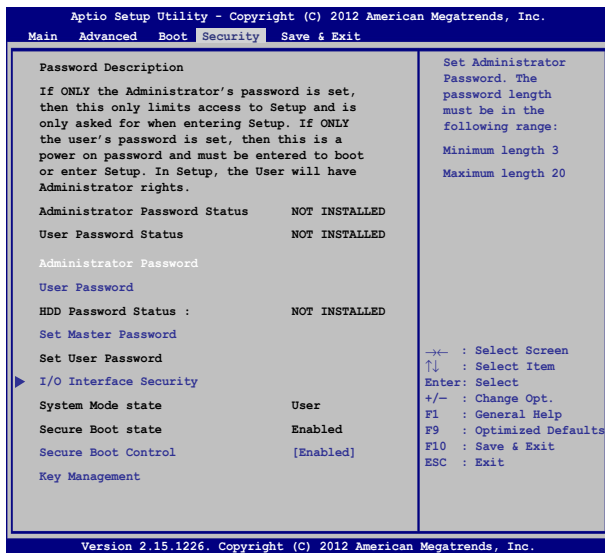 Aptio Setup Utility - Copyright (C) 2012 American Megatrends, Inc.
Main Advanced Boot Security Save & Exit
Password Description
If ONLY the Administrator's password is set,
then this only limits access to Setup and is
only asked for when entering Setup. If ONLY
the user's password is set, then this is a
power on password and must be entered to boot
or enter Setup. In Setup, the User will have
Administrator rights.
Administrator Password Status NOT INSTALLED
User Password Status NOT INSTALLED
Administrator Password
User Password
HDD Password Status : NOT INSTALLED
Set Master Password
Set User Password
I/O Interface Security
System Mode state User
Secure Boot state Enabled
Secure Boot Control [Enabled]
Key Management
Set Administrator
Password. The
password length
must be in the
following range:
Minimum length 3
Maximum length 20
→← : Select Screen
↑↓ : Select Item
Enter: Select
+/— : Change Opt.
F1 : General Help
F9 : Optimized Defaults
F10 : Save & Exit
ESC : Exit
Version 2.15.1226. Copyright (C) 2012 American Megatrends, Inc.